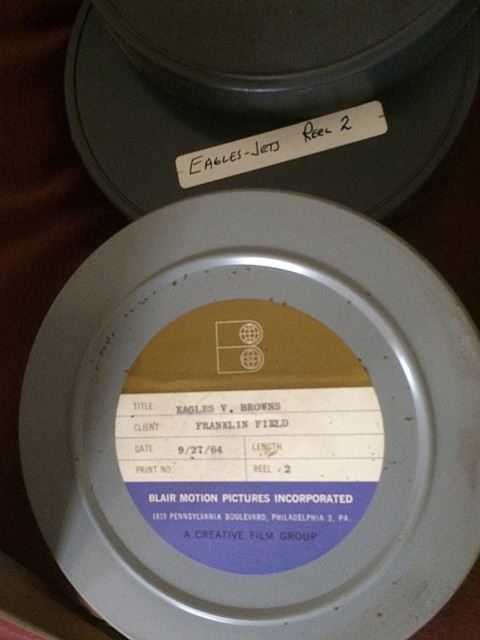 EAGLES-JETS REEL 2
B
TITLE EAGLES V. BROWNS
CLIENT FRANKLIN FIELD
DATE 9/27/64 LENGTH
PRINT NO. REEL 2
BLAIR MOTION PICTURES INCORPORATED
1819 PENNSYLVANIA BOULEVARD, PHILADELPHIA 3, PA.
A CREATIVE FILM GROUP